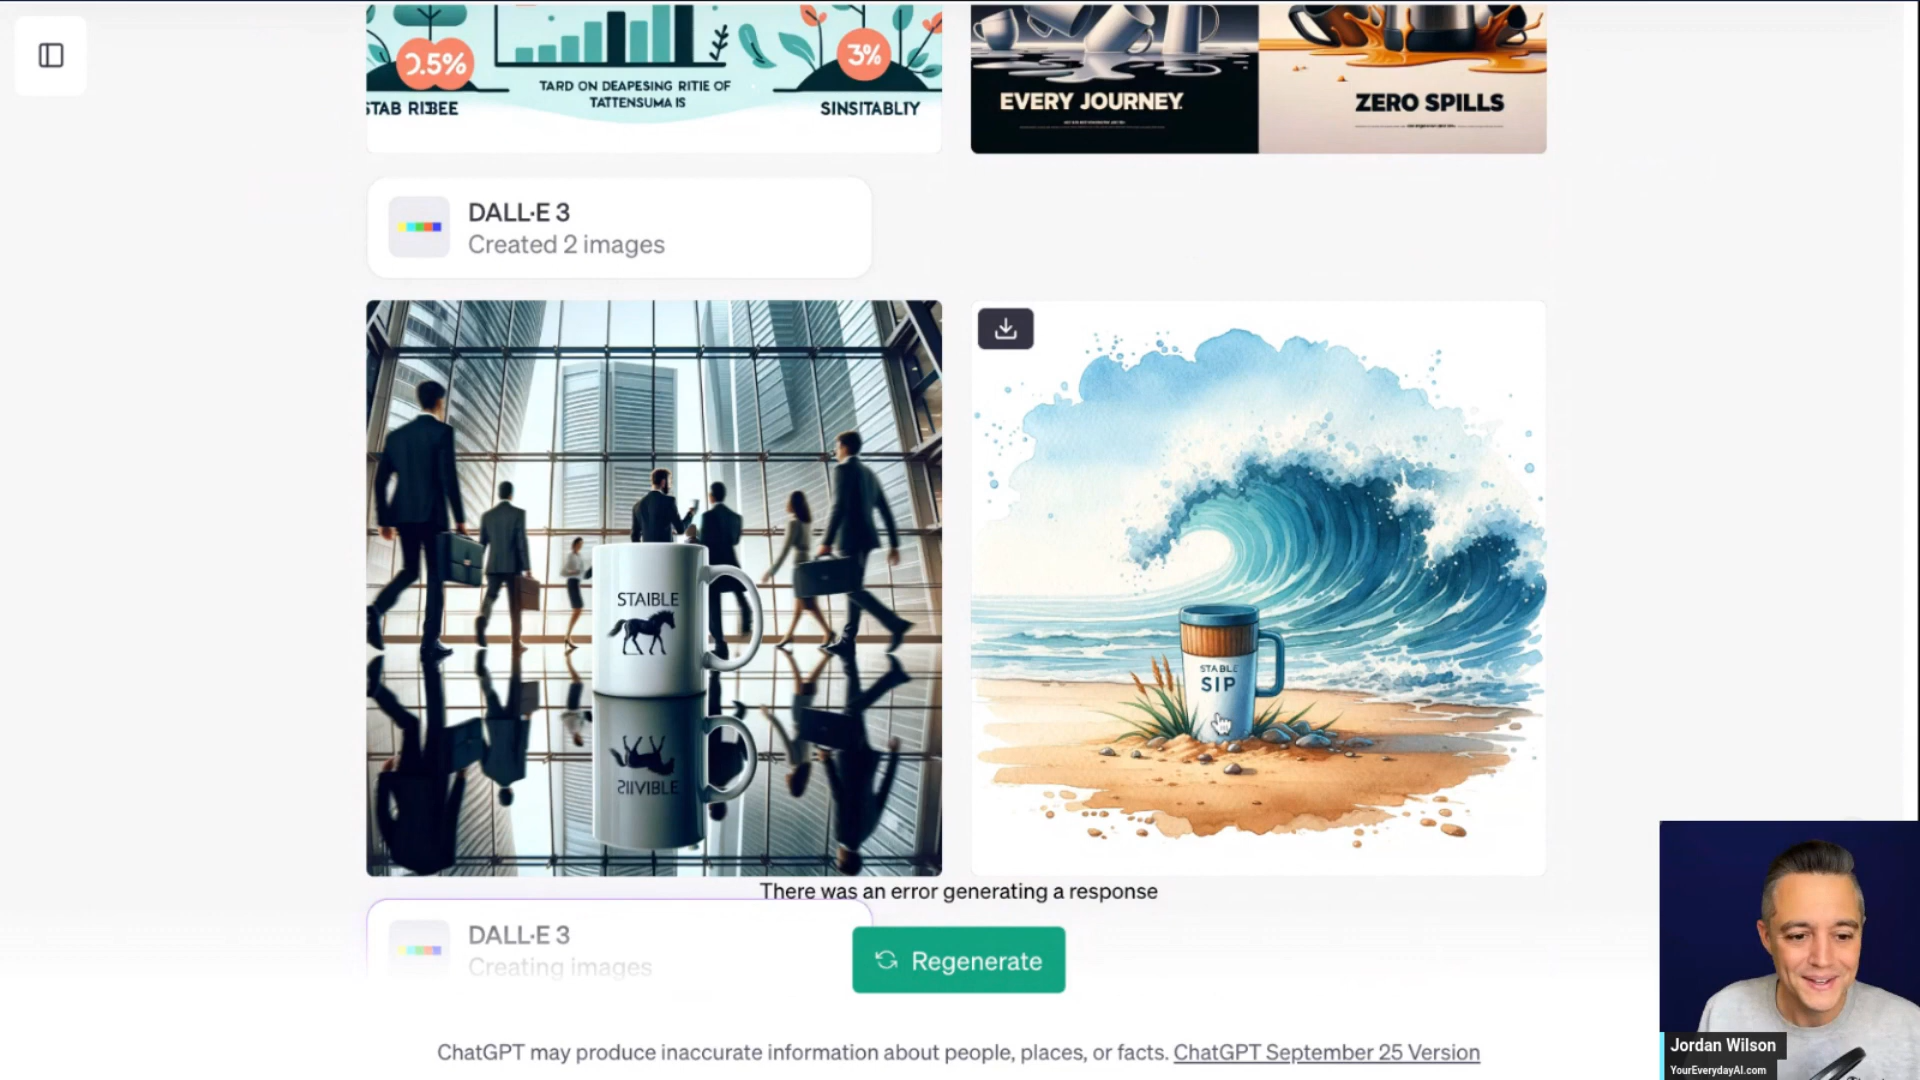 2.5%
3%
TARD ON DEAPESING RITIE OF
TATTENSUMA IS
STAB RIBEE
SINSITABLIY
EVERY JOURNEY.
ZERO SPILLS
DALL·E 3
Created 2 images
STAIBLE
STABLE
SIP
There was an error generating a response
DALL·E 3
Creating images
Regenerate
ChatGPT may produce inaccurate information about people, places, or facts. ChatGPT September 25 Version
Jordan Wilson
YourEverydayAI.com